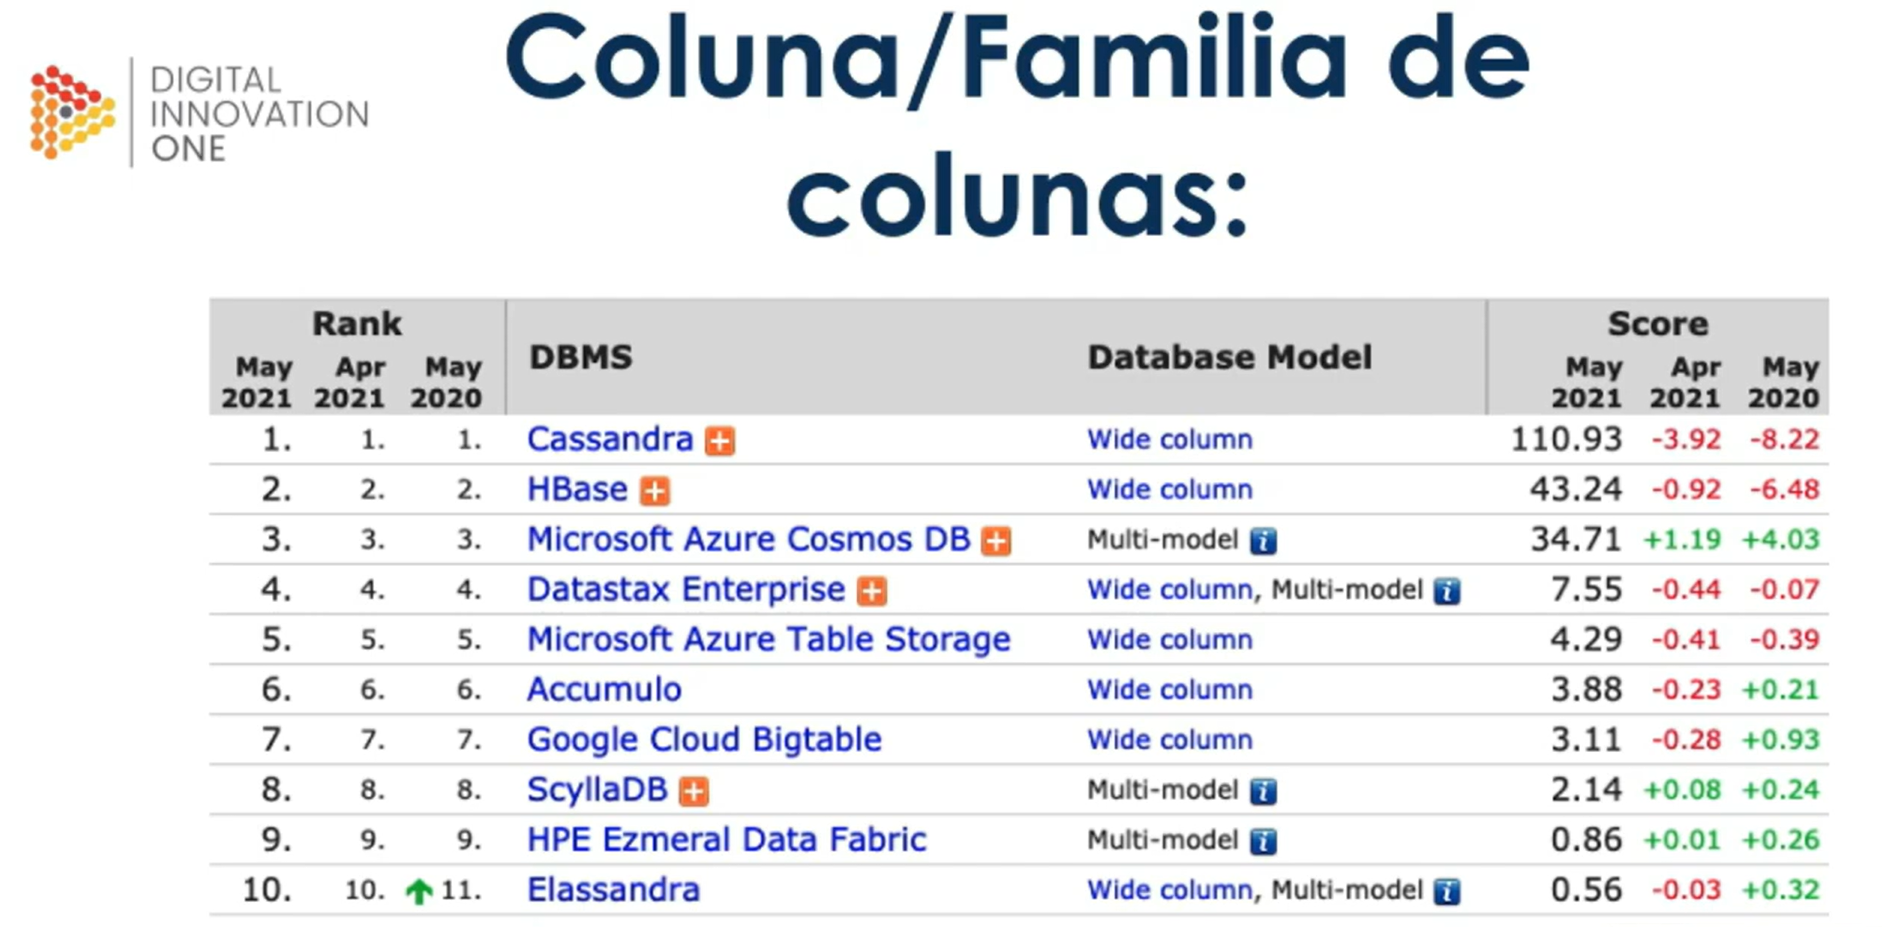 DIGITAL
INNOVATION
ONE
Coluna/Familia de
colunas:
Rank DBMS Database Model Score
May 2021 Apr 2021 May 2020 May 2021 Apr 2021 May 2020
1. 1. 1. Cassandra Wide column 110.93 -3.92 -8.22
2. 2. 2. HBase Wide column 43.24 -0.92 -6.48
3. 3. 3. Microsoft Azure Cosmos DB Multi-model 34.71 +1.19 +4.03
4. 4. 4. Datastax Enterprise Wide column, Multi-model 7.55 -0.44 -0.07
5. 5. 5. Microsoft Azure Table Storage Wide column 4.29 -0.41 -0.39
6. 6. 6. Accumulo Wide column 3.88 -0.23 +0.21
7. 7. 7. Google Cloud Bigtable Wide column 3.11 -0.28 +0.93
8. 8. 8. ScyllaDB Multi-model 2.14 +0.08 +0.24
9. 9. 9. HPE Ezmeral Data Fabric Multi-model 0.86 +0.01 +0.26
10. 10. 11. Elassandra Wide column, Multi-model 0.56 -0.03 +0.32